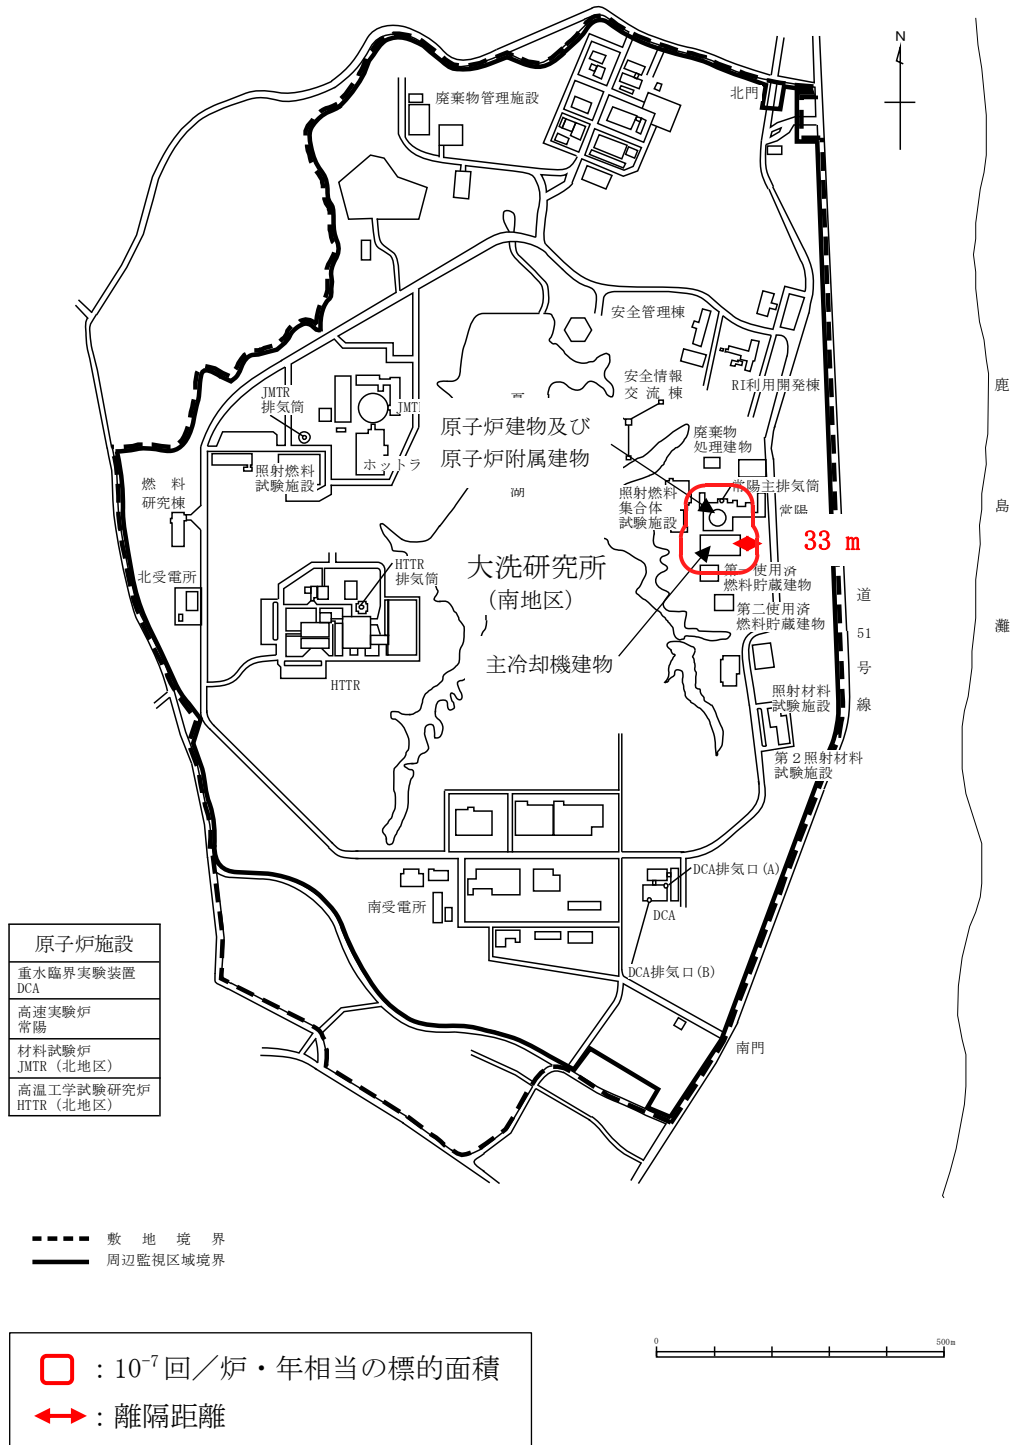 N
北門
廃棄物管理施設
安全管理棟
鹿
島
灘
安全情報
交流棟
RI利用開発棟
JMTR
排気筒
夏
湖
原子炉建物及び
原子炉附属建物
廃棄物
処理建物
ホットラ
照射燃料
試験施設
燃料
研究棟
照射燃料
集合体
試験施設
常陽主排気筒
常陽
33 m
HTTR
排気筒
大洗研究所
(南地区)
北受電所
第一使用済
燃料貯蔵建物
第二使用済
燃料貯蔵建物
道
51
号
線
主冷却機建物
HTTR
照射材料
試験施設
第2照射材料
試験施設
DCA排気口(A)
南受電所
DCA
DCA排気口(B)
南門
原子炉施設
重水臨界実験装置
DCA
高速実験炉
常陽
材料試験炉
JMTR (北地区)
高温工学試験研究炉
HTTR (北地区)
敷地境界
周辺監視区域境界
0 500m
：10⁻⁷回／炉・年相当の標的面積
：離隔距離